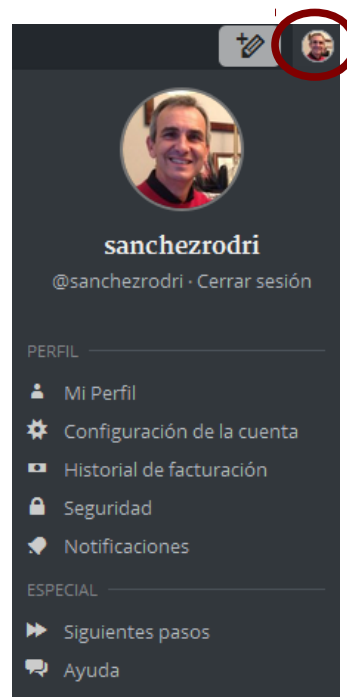 sanchezrodri
@sanchezrodri · Cerrar sesión
PERFIL
Mi Perfil
Configuración de la cuenta
Historial de facturación
Seguridad
Notificaciones
ESPECIAL
Siguientes pasos
Ayuda